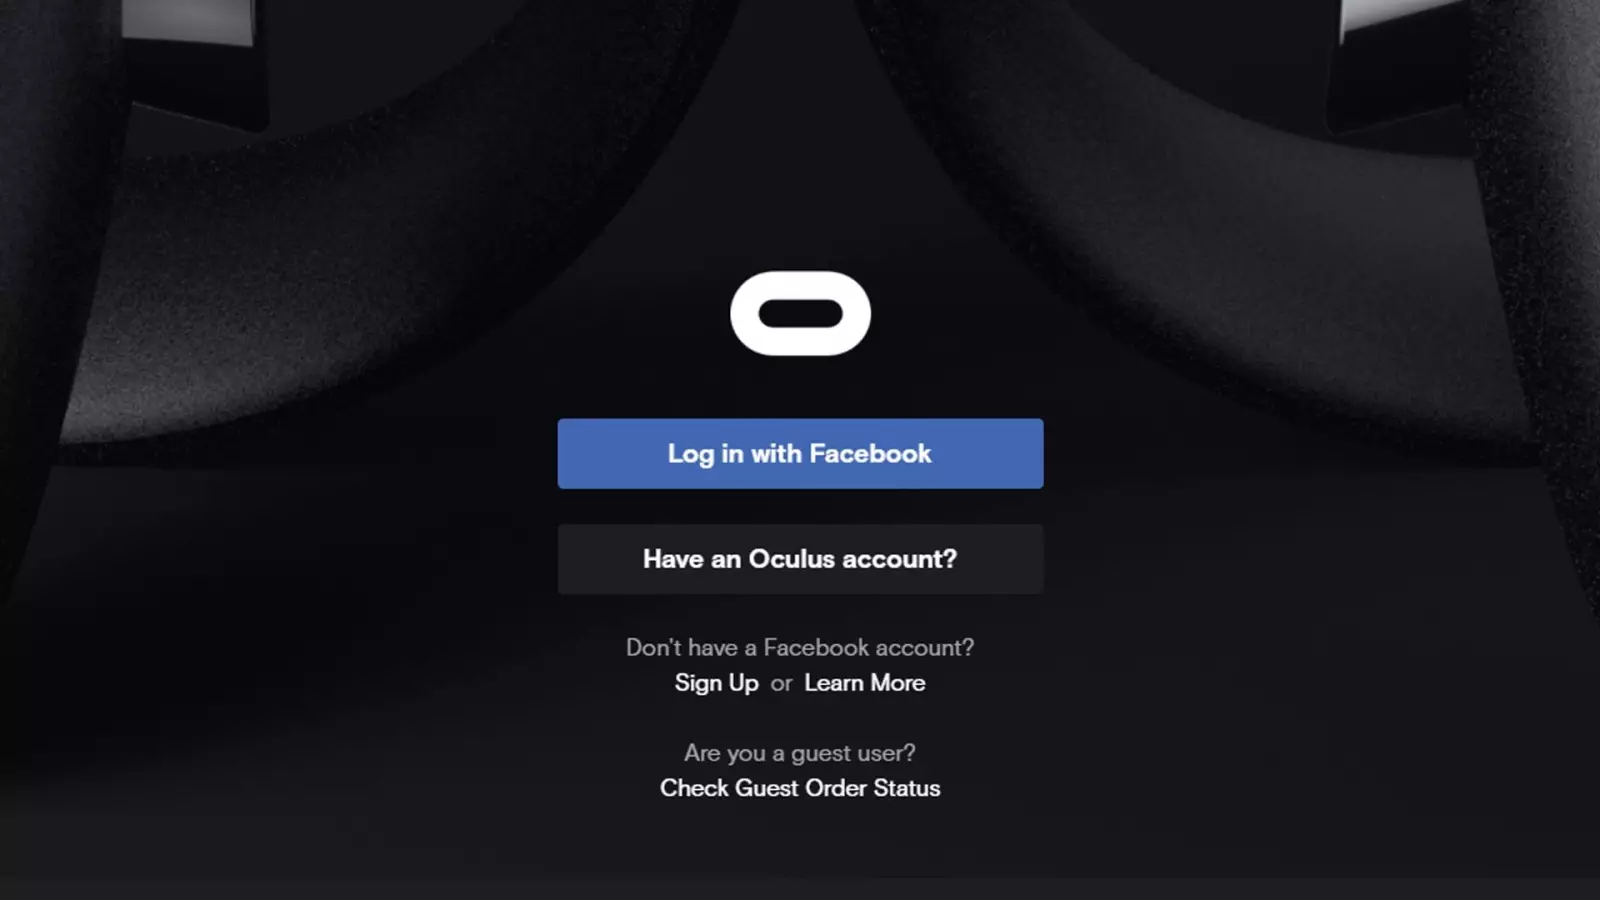 Log in with Facebook
Have an Oculus account?
Don't have a Facebook account?
Sign Up or Learn More
Are you a guest user?
Check Guest Order Status